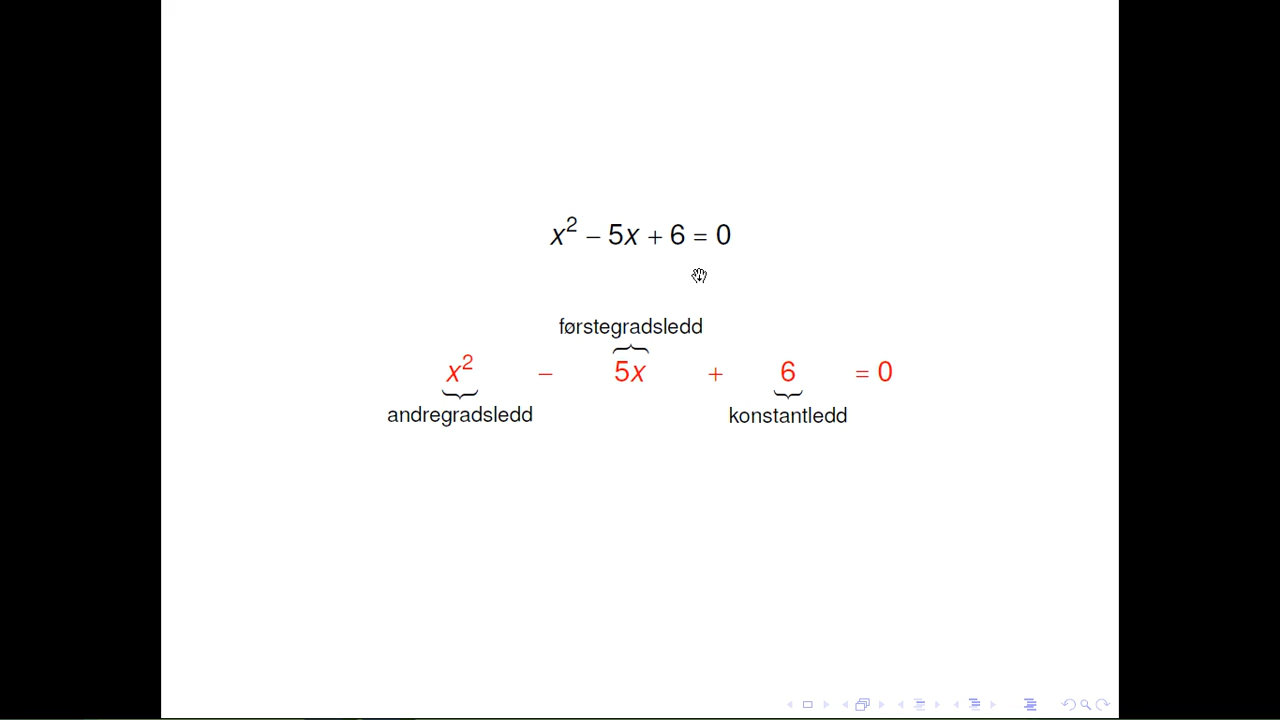 x² − 5x + 6 = 0
førstegradsledd
x² − 5x + 6 = 0
andregradsledd konstantledd